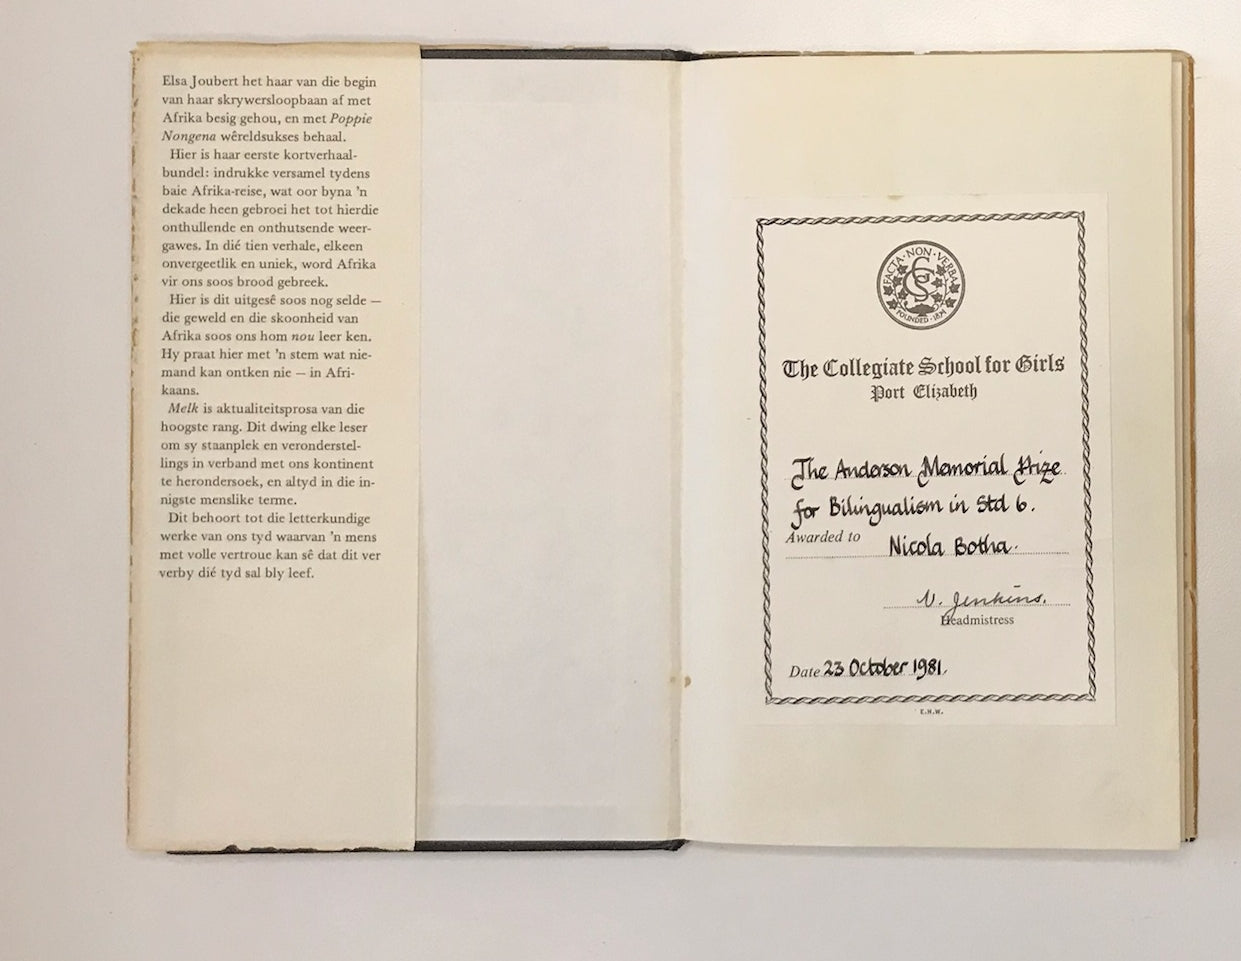 Elsa Joubert het haar van die begin
van haar skrywersloopbaan af met
Afrika besig gehou, en met Poppie
Nongena wêreldsukses behaal.
Hier is haar eerste kortverhaal-
bundel: indrukke versamel tydens
baie Afrika-reise, wat oor byna 'n
dekade heen gebroei het tot hierdie
onthullende en onthutsende weer-
gawes. In dié tien verhale, elkeen
onvergeetlik en uniek, word Afrika
vir ons soos brood gebreek.
Hier is dit uitgesê soos nog selde —
die geweld en die skoonheid van
Afrika soos ons hom nou leer ken.
Hy praat hier met 'n stem wat nie-
mand kan ontken nie — in Afri-
kaans.
Melk is aktualiteitsprosa van die
hoogste rang. Dit dwing elke leser
om sy staanplek en veronderstel-
lings in verband met ons kontinent
te herondersoek, en altyd in die in-
nigste menslike terme.
Dit behoort tot die letterkundige
werke van ons tyd waarvan 'n mens
met volle vertroue kan sê dat dit ver
verby dié tyd sal bly leef.
FACTA · NON · VERBA
CSG
FOUNDED · 1874
The Collegiate School for Girls
Port Elizabeth
The Anderson Memorial Prize
for Bilingualism in Std 6.
Awarded to Nicola Botha.
N. Jenkins.
Headmistress
Date 23 October 1981.
E.H.W.